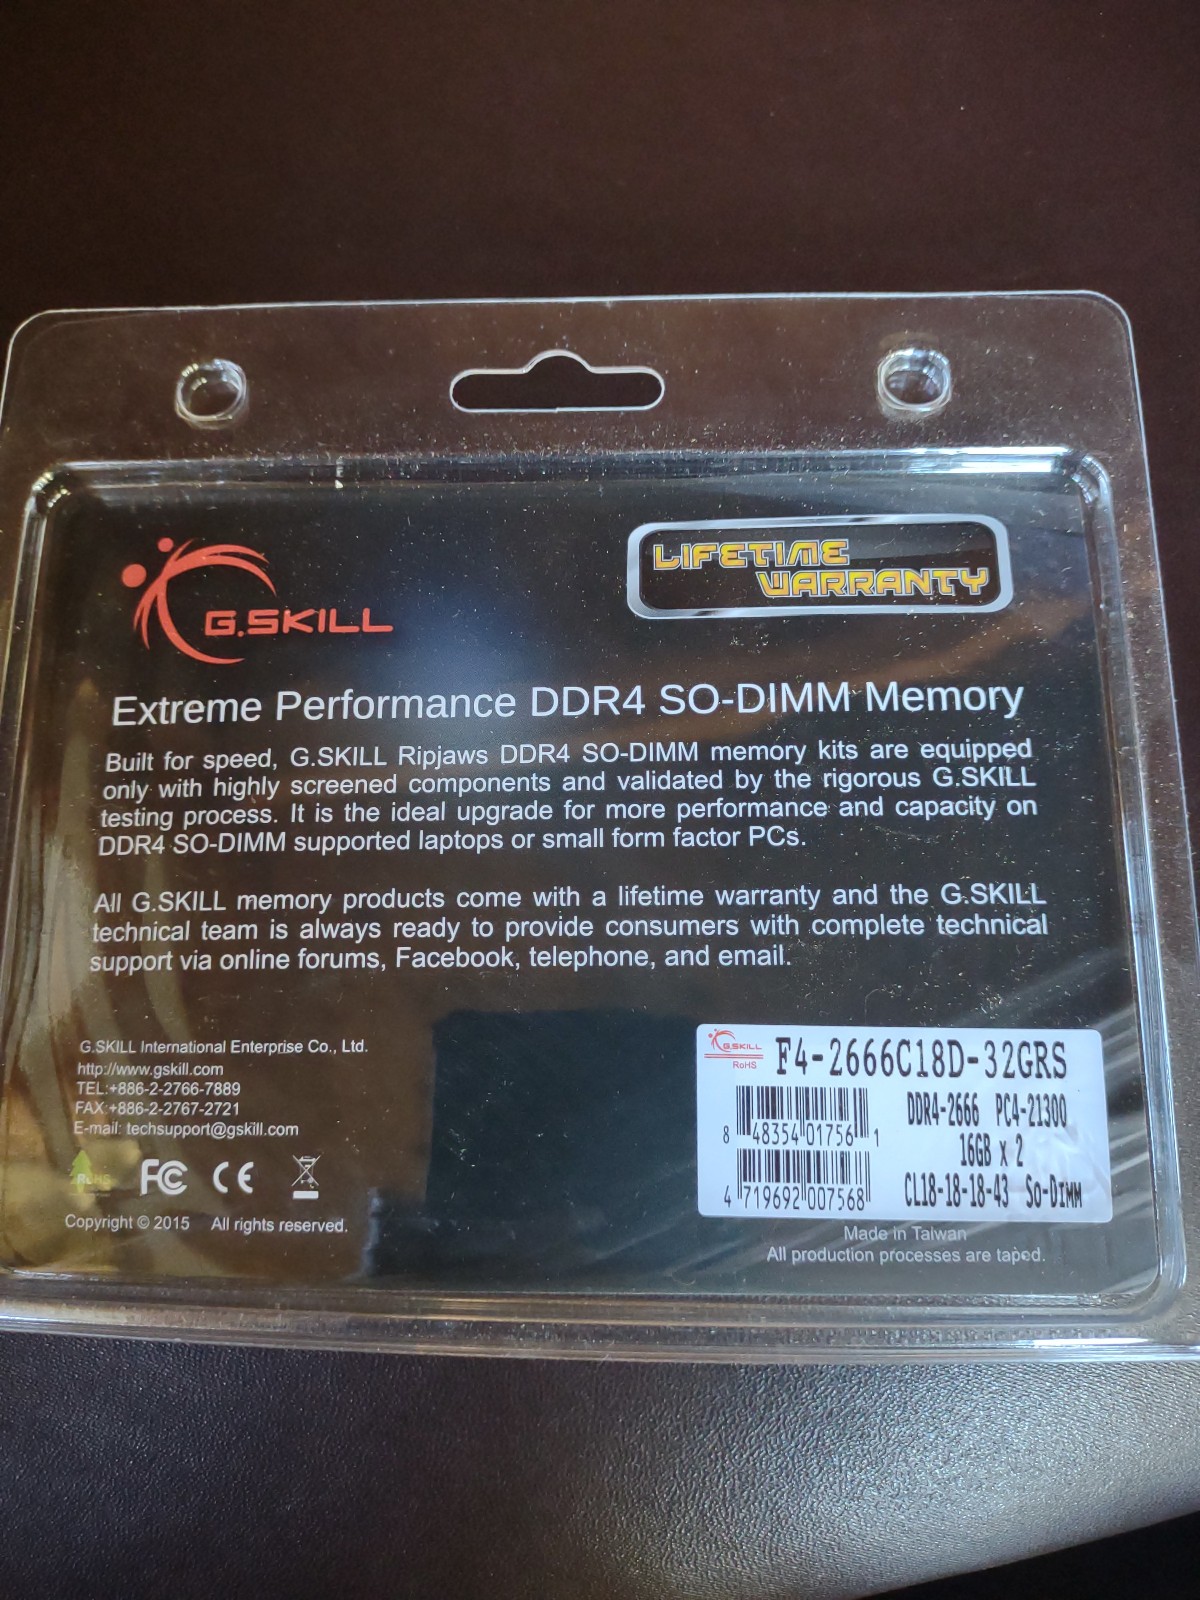 G.SKILL
LIFETIME
WARRANTY
Extreme Performance DDR4 SO-DIMM Memory
Built for speed, G.SKILL Ripjaws DDR4 SO-DIMM memory kits are equipped
only with highly screened components and validated by the rigorous G.SKILL
testing process. It is the ideal upgrade for more performance and capacity on
DDR4 SO-DIMM supported laptops or small form factor PCs.
All G.SKILL memory products come with a lifetime warranty and the G.SKILL
technical team is always ready to provide consumers with complete technical
support via online forums, Facebook, telephone, and email.
G.SKILL International Enterprise Co., Ltd.
http://www.gskill.com
TEL:+886-2-2766-7889
FAX:+886-2-2767-2721
E-mail: techsupport@gskill.com
RoHS FC CE
Copyright © 2015 All rights reserved.
G.SKILL
RoHS
F4-2666C18D-32GRS
8 48354 01756 1
4 719692 007568
DDR4-2666 PC4-21300
16GB x 2
CL18-18-18-43 So-DIMM
Made in Taiwan
All production processes are taped.